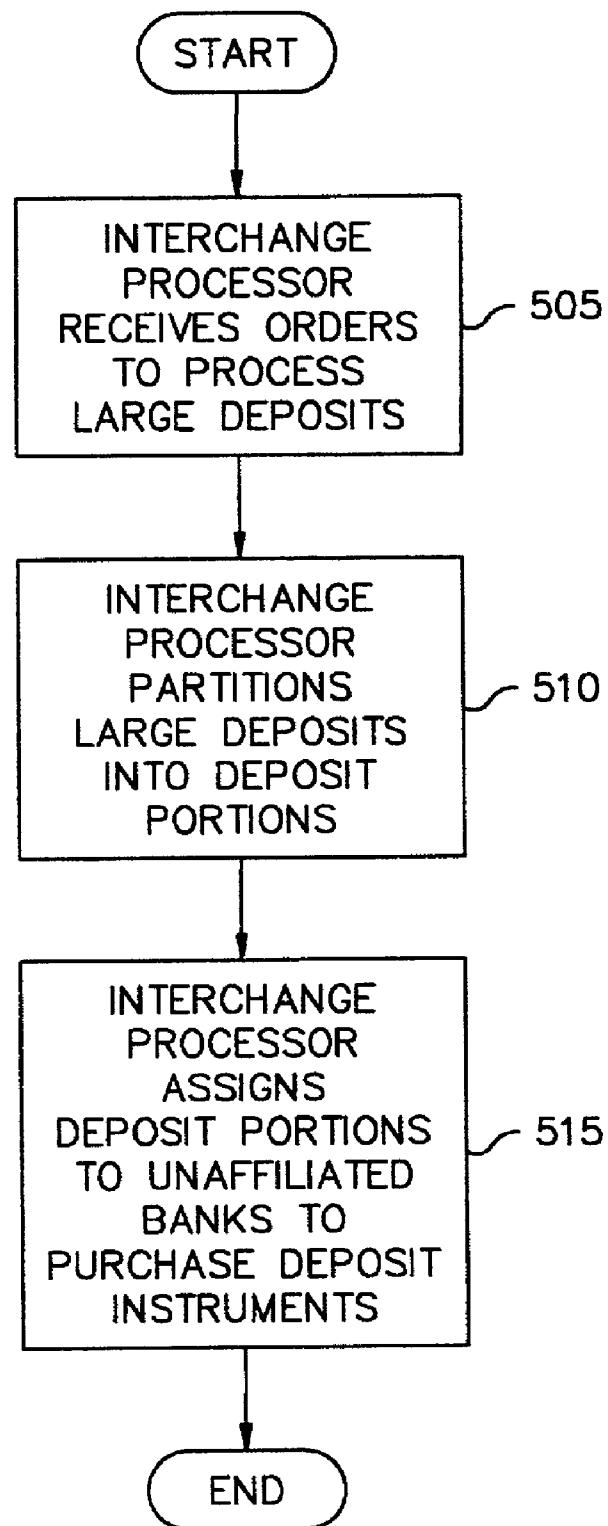 START
INTERCHANGE
PROCESSOR
RECEIVES ORDERS
TO PROCESS
LARGE DEPOSITS
505
INTERCHANGE
PROCESSOR
PARTITIONS
LARGE DEPOSITS
INTO DEPOSIT
PORTIONS
510
INTERCHANGE
PROCESSOR
ASSIGNS
DEPOSIT PORTIONS
TO UNAFFILIATED
BANKS TO
PURCHASE DEPOSIT
INSTRUMENTS
515
END